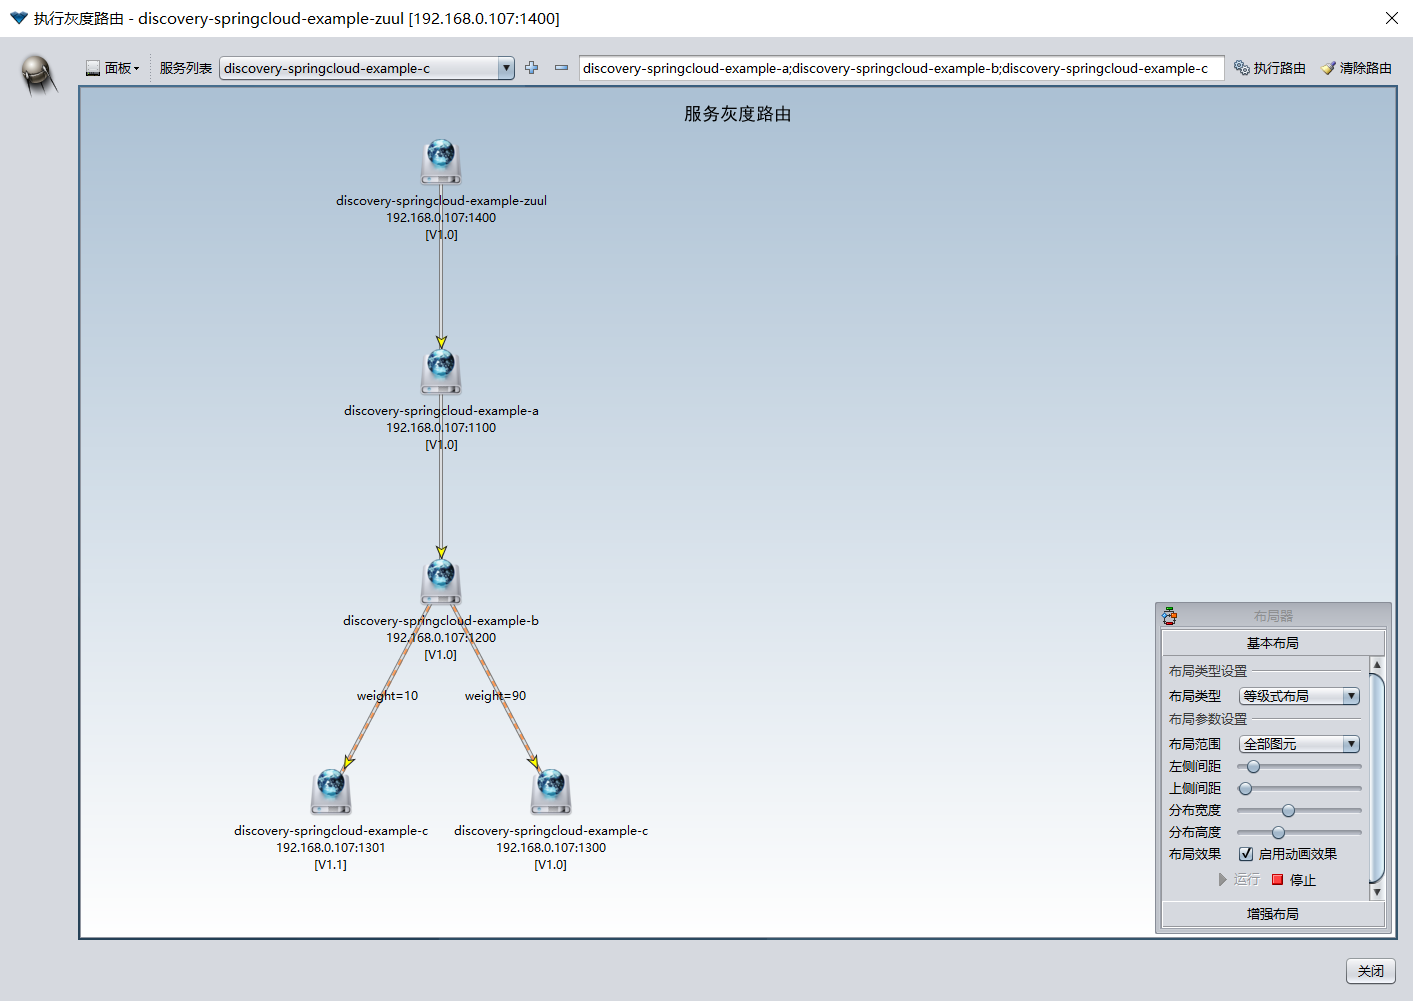 执行灰度路由 - discovery-springcloud-example-zuul [192.168.0.107:1400]
面板 服务列表 discovery-springcloud-example-c discovery-springcloud-example-a;discovery-springcloud-example-b;discovery-springcloud-example-c 执行路由 清除路由
服务灰度路由
discovery-springcloud-example-zuul
192.168.0.107:1400
[V1.0]
discovery-springcloud-example-a
192.168.0.107:1100
[V1.0]
discovery-springcloud-example-b
192.168.0.107:1200
[V1.0]
weight=10 weight=90
discovery-springcloud-example-c
192.168.0.107:1301
[V1.1]
discovery-springcloud-example-c
192.168.0.107:1300
[V1.0]
布局器
基本布局
布局类型设置
布局类型 等级式布局
布局参数设置
布局范围 全部图元
左侧间距
上侧间距
分布宽度
分布高度
布局效果 启用动画效果
运行 停止
增强布局
关闭